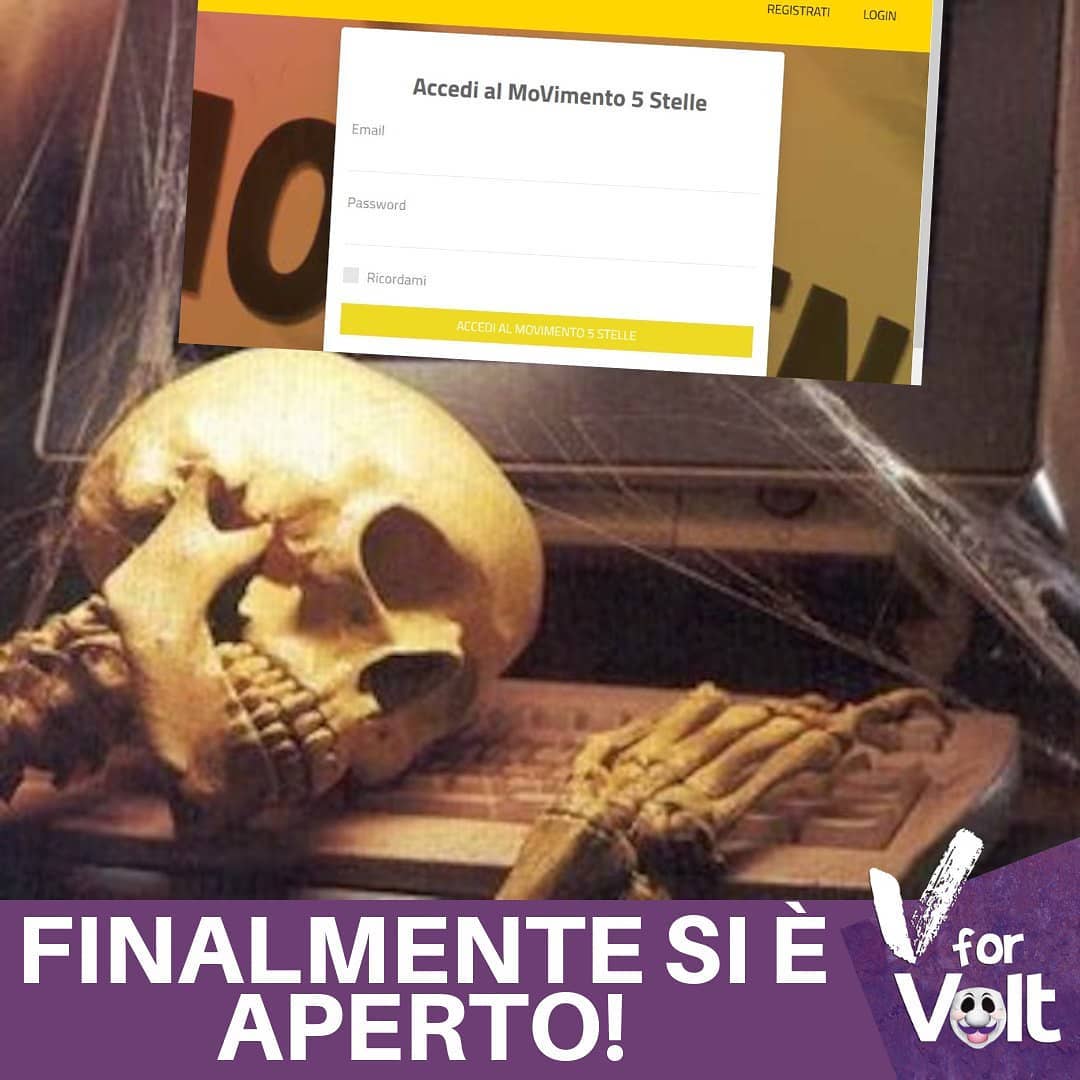 REGISTRATI LOGIN
Accedi al MoVimento 5 Stelle
Email
Password
Ricordami
ACCEDI AL MOVIMENTO 5 STELLE
FINALMENTE SI È
APERTO!
V for
Volt